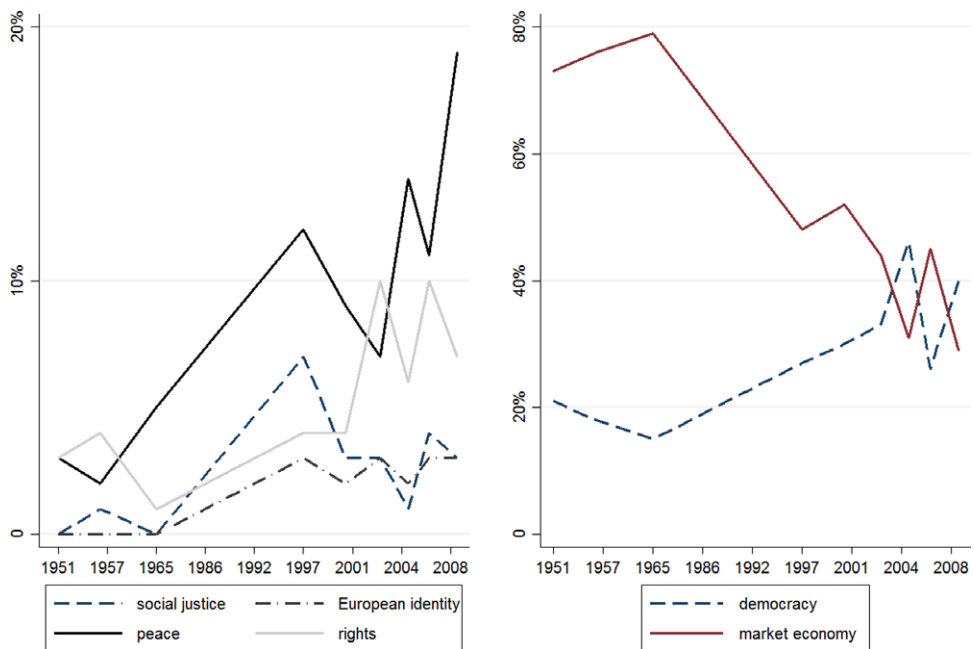 20%
10%
0
1951 1957 1965 1986 1992 1997 2001 2004 2008
social justice European identity
peace rights
80%
60%
40%
20%
0
1951 1957 1965 1986 1992 1997 2001 2004 2008
democracy
market economy